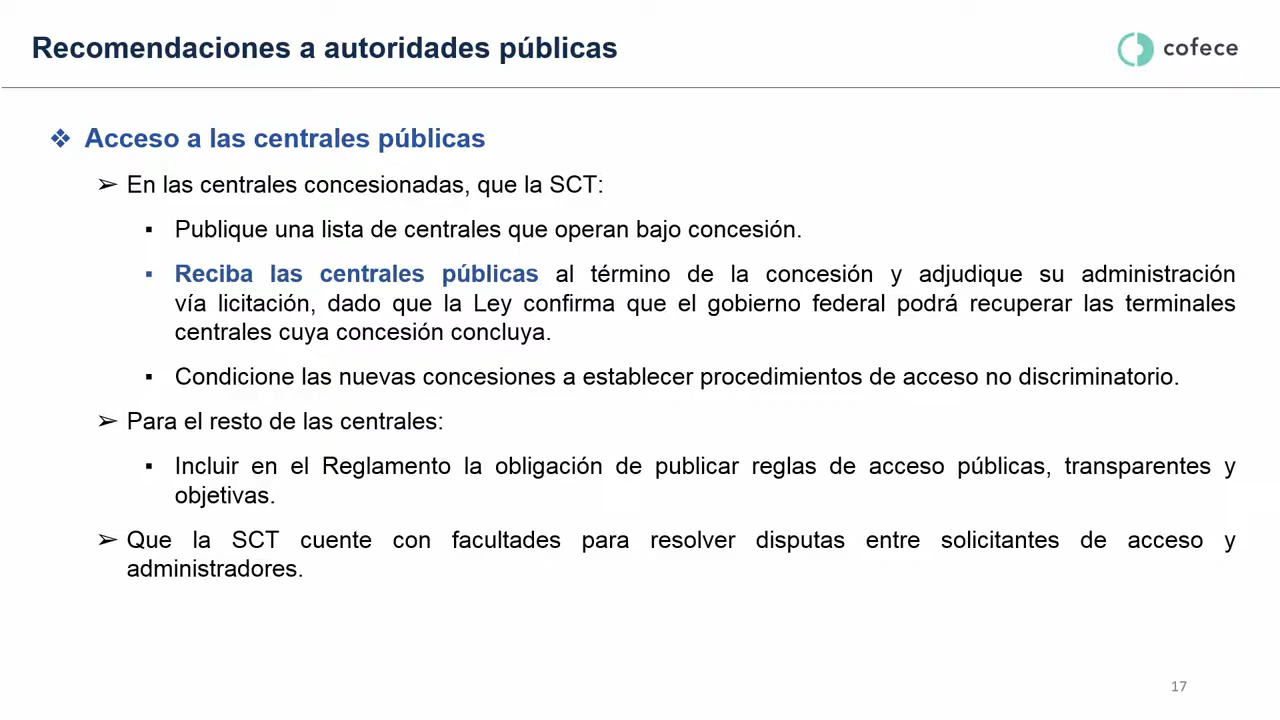 Recomendaciones a autoridades públicas
cofece
❖ Acceso a las centrales públicas
➢ En las centrales concesionadas, que la SCT:
▪ Publique una lista de centrales que operan bajo concesión.
▪ Reciba las centrales públicas al término de la concesión y adjudique su administración
vía licitación, dado que la Ley confirma que el gobierno federal podrá recuperar las terminales
centrales cuya concesión concluya.
▪ Condicione las nuevas concesiones a establecer procedimientos de acceso no discriminatorio.
➢ Para el resto de las centrales:
▪ Incluir en el Reglamento la obligación de publicar reglas de acceso públicas, transparentes y
objetivas.
➢ Que la SCT cuente con facultades para resolver disputas entre solicitantes de acceso y
administradores.
17